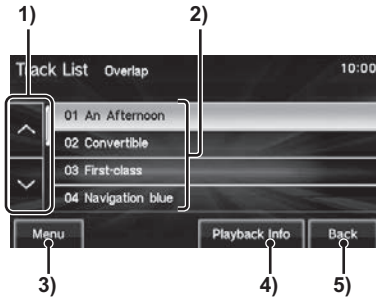 1) 2)
Track List Overlap 10:00
01 An Afternoon
02 Convertible
03 First-class
04 Navigation blue
Menu Playback Info Back
3) 4) 5)